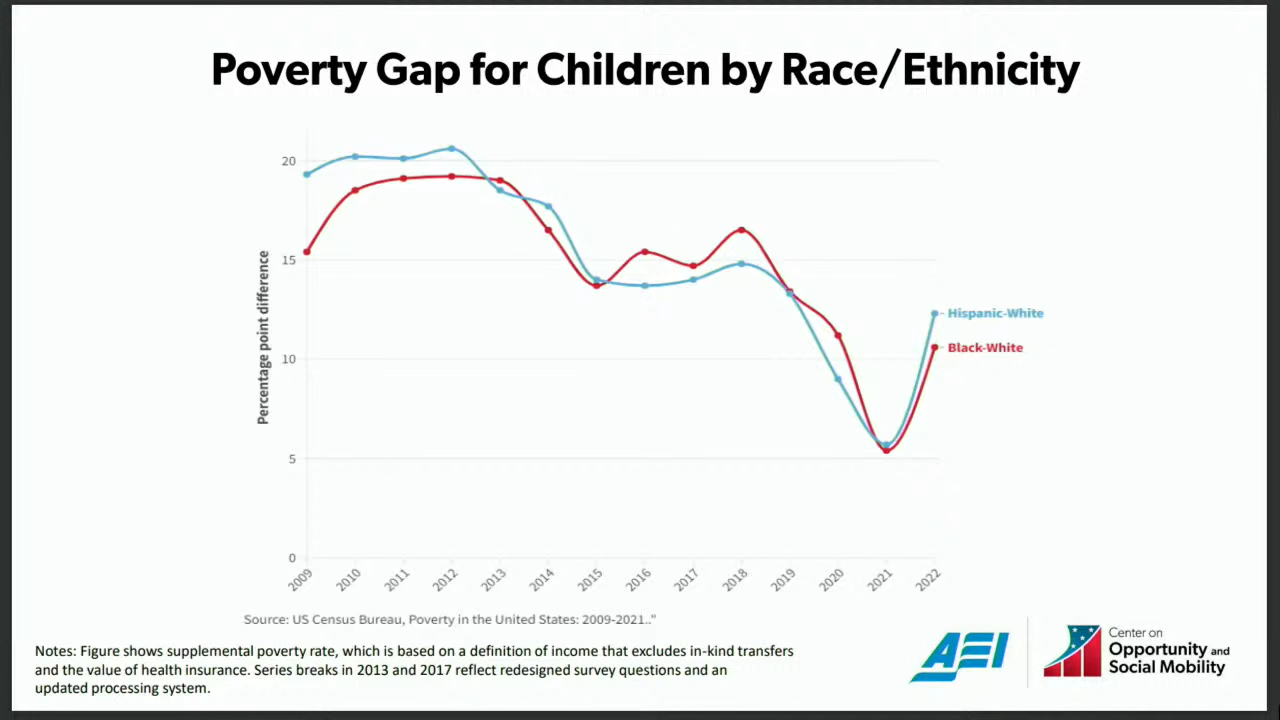 Poverty Gap for Children by Race/Ethnicity
20
15
10
5
0
Percentage point difference
Hispanic-White
Black-White
2009
2010
2011
2012
2013
2014
2015
2016
2017
2018
2019
2020
2021
2022
Source: US Census Bureau, Poverty in the United States: 2009-2021.."
Notes: Figure shows supplemental poverty rate, which is based on a definition of income that excludes in-kind transfers
and the value of health insurance. Series breaks in 2013 and 2017 reflect redesigned survey questions and an
updated processing system.
AEI
Center on
Opportunity and
Social Mobility